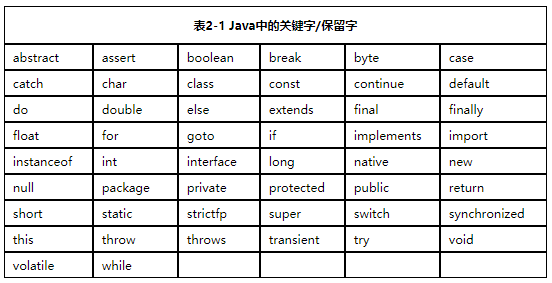 表2-1 Java中的关键字/保留字
abstract assert boolean break byte case
catch char class const continue default
do double else extends final finally
float for goto if implements import
instanceof int interface long native new
null package private protected public return
short static strictfp super switch synchronized
this throw throws transient try void
volatile while